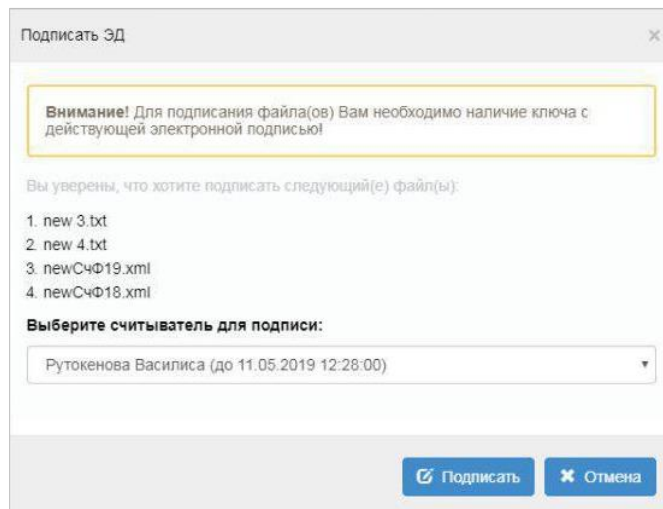 Подписать ЭД
Внимание! Для подписания файла(ов) Вам необходимо наличие ключа с
действующей электронной подписью!
Вы уверены, что хотите подписать следующий(е) файл(ы):
1. new 3.txt
2. new 4.txt
3. newСчФ19.xml
4. newСчФ18.xml
Выберите считыватель для подписи:
Рутокенова Василиса (до 11.05.2019 12:28:00)
Подписать
Отмена